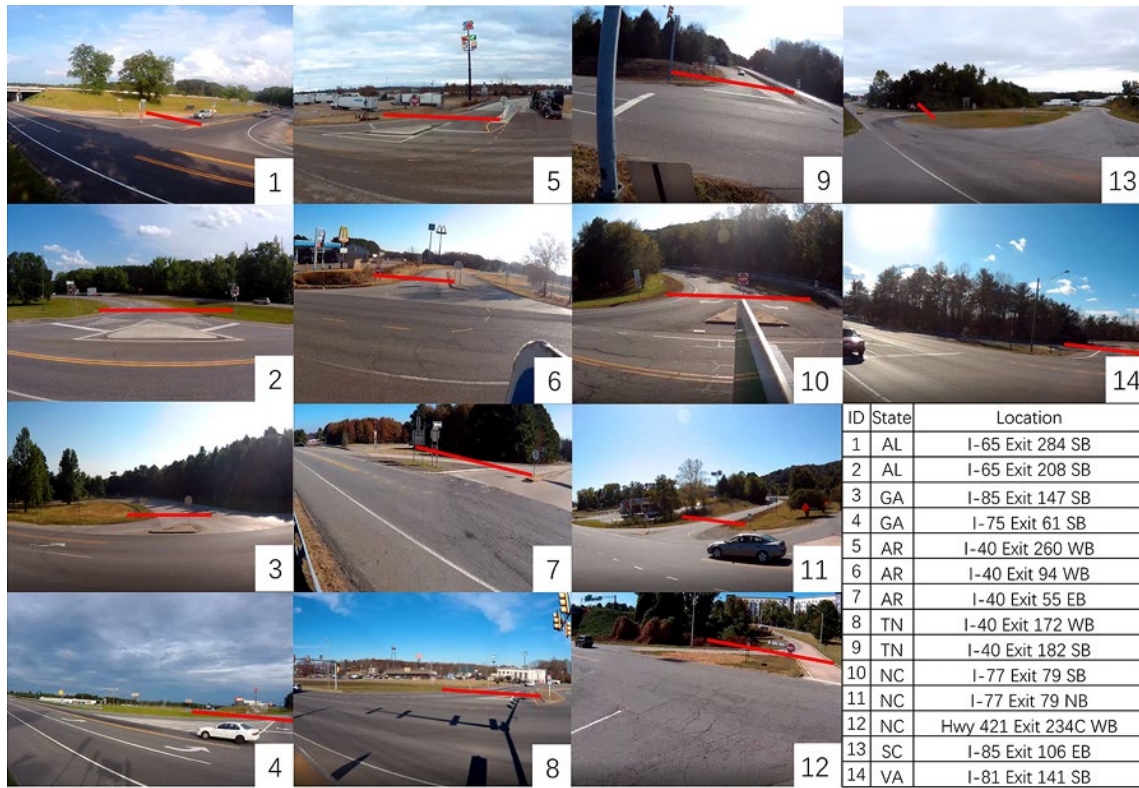 1
5
9
13
2
6
10
14
3
7
11
4
8
12
ID State Location
1 AL I-65 Exit 284 SB
2 AL I-65 Exit 208 SB
3 GA I-85 Exit 147 SB
4 GA I-75 Exit 61 SB
5 AR I-40 Exit 260 WB
6 AR I-40 Exit 94 WB
7 AR I-40 Exit 55 EB
8 TN I-40 Exit 172 WB
9 TN I-40 Exit 182 SB
10 NC I-77 Exit 79 SB
11 NC I-77 Exit 79 NB
12 NC Hwy 421 Exit 234C WB
13 SC I-85 Exit 106 EB
14 VA I-81 Exit 141 SB